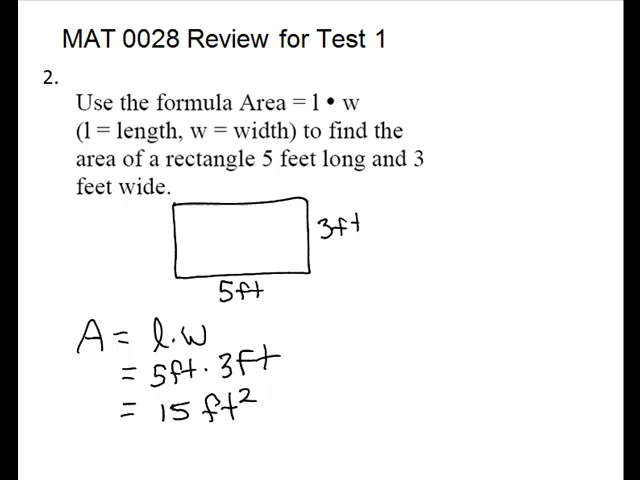 MAT 0028 Review for Test 1
2.
Use the formula Area = l • w
(l = length, w = width) to find the
area of a rectangle 5 feet long and 3
feet wide.
3ft
5ft
A = l·w
= 5ft · 3ft
= 15 ft²